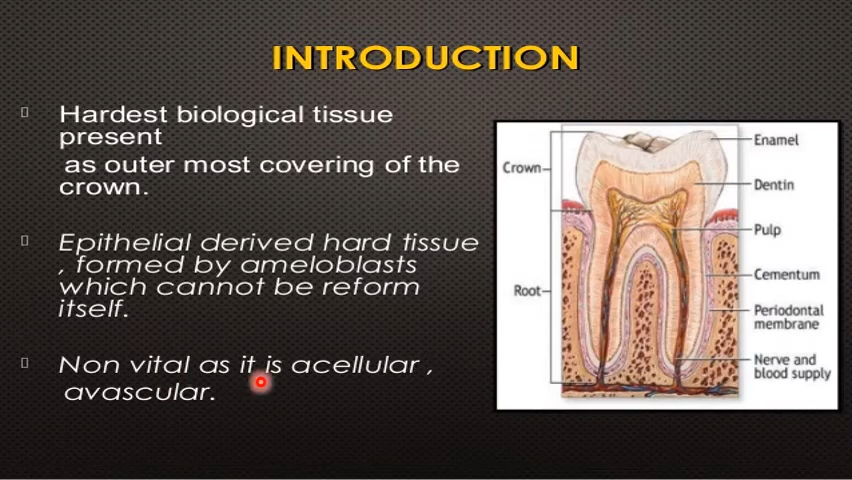 INTRODUCTION
Hardest biological tissue
present
as outer most covering of the
crown.
Epithelial derived hard tissue
, formed by ameloblasts
which cannot be reform
itself.
Non vital as it is acellular ,
avascular.
Enamel
Crown
Dentin
Pulp
Cementum
Root
Periodontal
membrane
Nerve and
blood supply